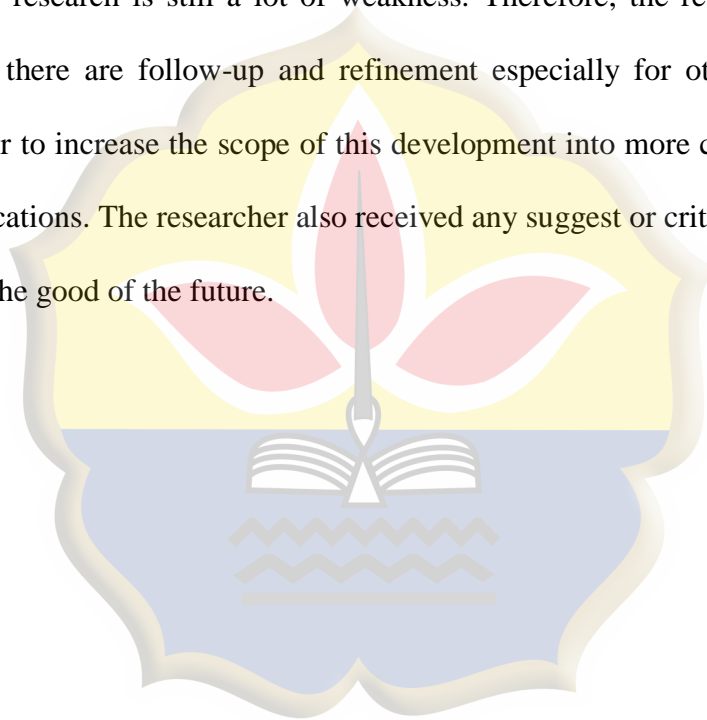 research is still a lot of weakness. Therefore, the re
there are follow-up and refinement especially for ot
r to increase the scope of this development into more c
cations. The researcher also received any suggest or crit
he good of the future.